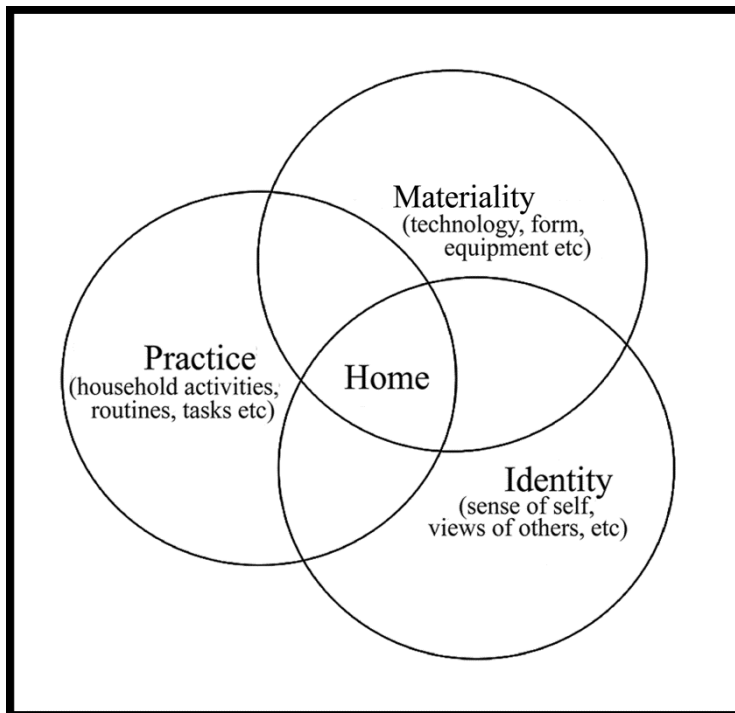 Materiality
(technology, form,
equipment etc)
Practice
(household activities,
routines, tasks etc)
Home
Identity
(sense of self,
views of others, etc)